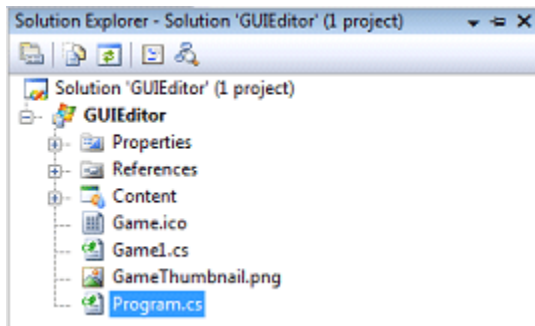 Solution Explorer - Solution 'GUIEditor' (1 project)
Solution 'GUIEditor' (1 project)
GUIEditor
Properties
References
Content
Game.ico
Game1.cs
GameThumbnail.png
Program.cs